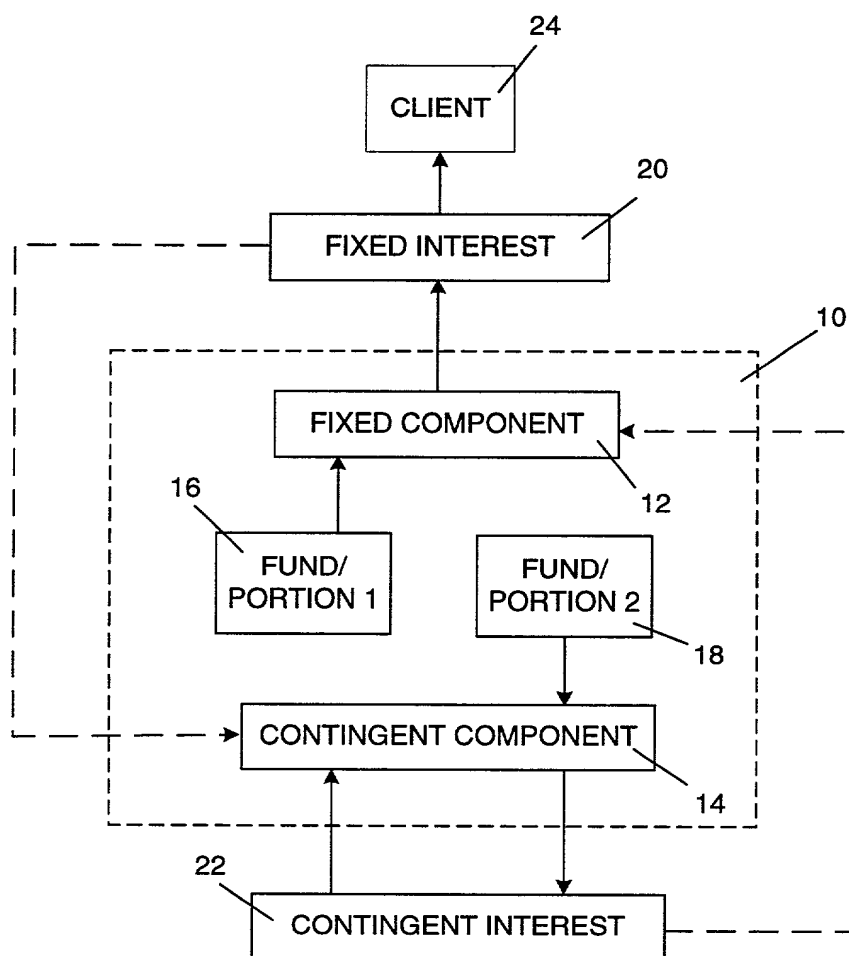 24
CLIENT
20
FIXED INTEREST
10
FIXED COMPONENT
12
16
FUND/
PORTION 1
FUND/
PORTION 2
18
CONTINGENT COMPONENT
14
22
CONTINGENT INTEREST